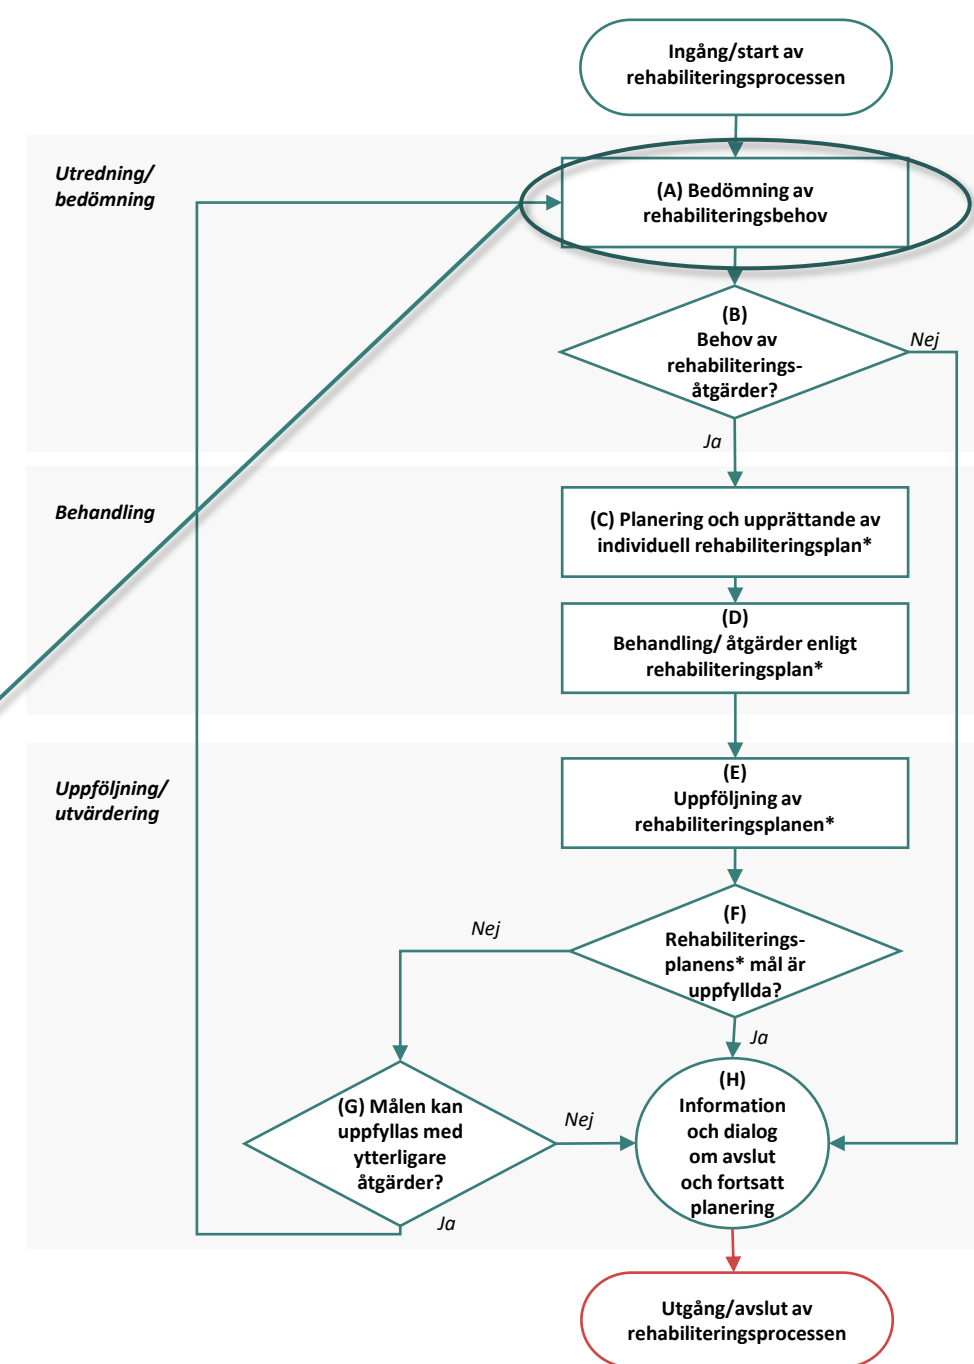 Ingång/start av
rehabiliteringsprocessen
Utredning/
bedömning
(A) Bedömning av
rehabiliteringsbehov
(B)
Behov av
rehabiliterings-
åtgärder?
Nej
Ja
Behandling
(C) Planering och upprättande av
individuell rehabiliteringsplan*
(D)
Behandling/ åtgärder enligt
rehabiliteringsplan*
Uppföljning/
utvärdering
(E)
Uppföljning av
rehabiliteringsplanen*
(F)
Rehabiliterings-
planens* mål är
uppfyllda?
Nej
Ja
(G) Målen kan
uppfyllas med
ytterligare
åtgärder?
Nej
Ja
(H)
Information
och dialog
om avslut
och fortsatt
planering
Utgång/avslut av
rehabiliteringsprocessen